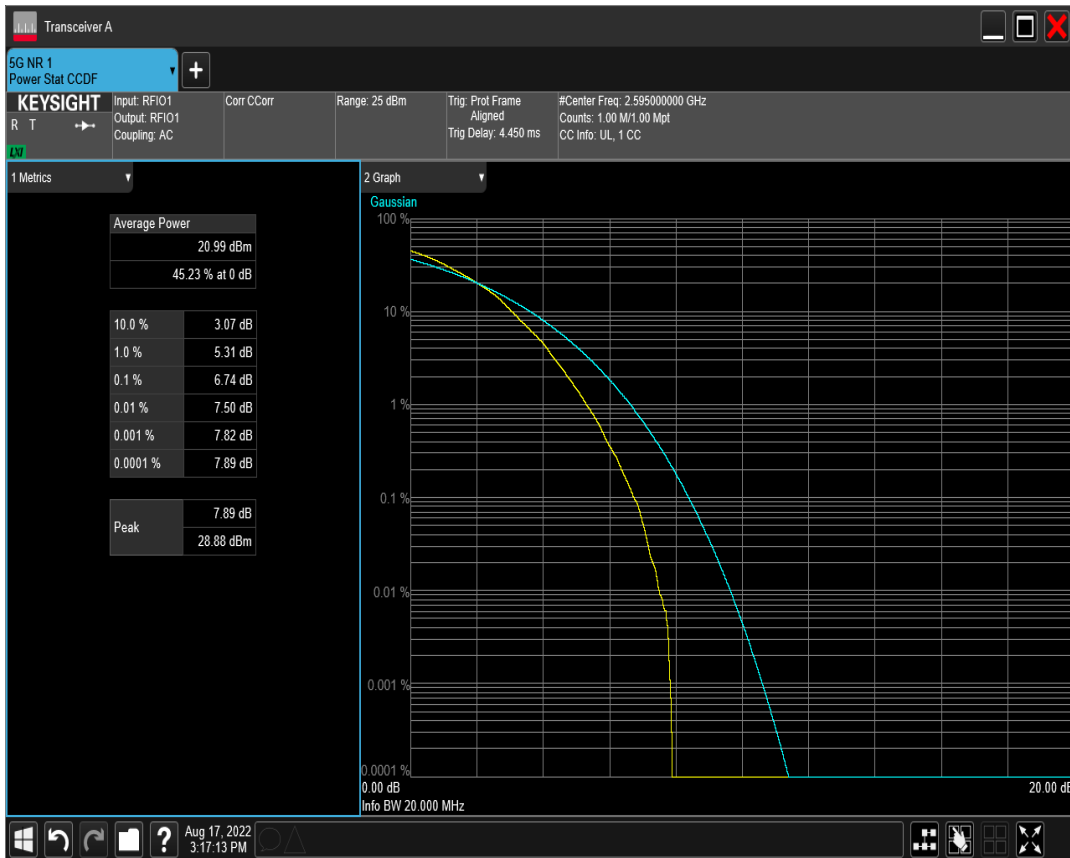 Transceiver A
5G NR 1
Power Stat CCDF
+
KEYSIGHT
R T
LXI
Input: RFIO1
Output: RFIO1
Coupling: AC
Corr CCorr
Range: 25 dBm
Trig: Prot Frame
Aligned
Trig Delay: 4.450 ms
#Center Freq: 2.595000000 GHz
Counts: 1.00 M/1.00 Mpt
CC Info: UL, 1 CC
1 Metrics
Average Power
20.99 dBm
45.23 % at 0 dB
10.0 % 3.07 dB
1.0 % 5.31 dB
0.1 % 6.74 dB
0.01 % 7.50 dB
0.001 % 7.82 dB
0.0001 % 7.89 dB
Peak
7.89 dB
28.88 dBm
2 Graph
Gaussian
100 %
10 %
1 %
0.1 %
0.01 %
0.001 %
0.0001 %
0.00 dB 20.00 dB
Info BW 20.000 MHz
?
Aug 17, 2022
3:17:13 PM